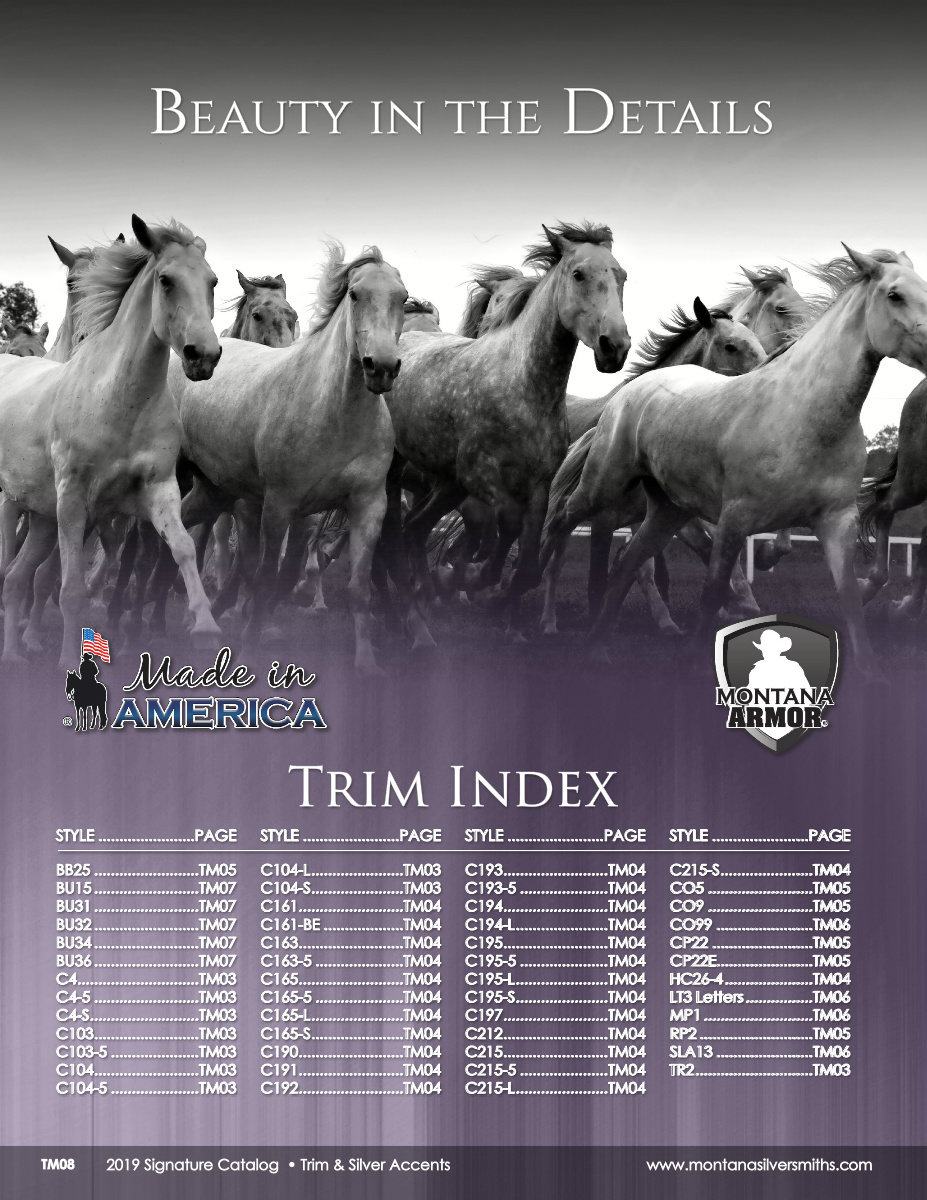 Beauty in the Details
Made in
AMERICA
®
MONTANA
ARMOR®
Trim Index
STYLE ........................PAGE
BB25 ..........................TM05
BU15 ..........................TM07
BU31 ..........................TM07
BU32 ..........................TM07
BU34 ..........................TM07
BU36 ..........................TM07
C4 ..............................TM03
C4-5 ...........................TM03
C4-S ...........................TM03
C103 ..........................TM03
C103-5 ......................TM03
C104 ..........................TM03
C104-5 ......................TM03
STYLE ........................PAGE
C104-L .......................TM03
C104-S .......................TM03
C161 ..........................TM04
C161-BE ....................TM04
C163 ..........................TM04
C163-5 ......................TM04
C165 ..........................TM04
C165-5 ......................TM04
C165-L .......................TM04
C165-S .......................TM04
C190 ..........................TM04
C191 ..........................TM04
C192 ..........................TM04
STYLE ........................PAGE
C193 ..........................TM04
C193-5 ......................TM04
C194 ..........................TM04
C194-L .......................TM04
C195 ..........................TM04
C195-5 ......................TM04
C195-L .......................TM04
C195-S .......................TM04
C197 ..........................TM04
C212 ..........................TM04
C215 ..........................TM04
C215-5 ......................TM04
C215-L .......................TM04
STYLE ........................PAGE
C215-S .......................TM04
CO5 ...........................TM05
CO9 ..........................TM05
CO99 ........................TM06
CP22 .........................TM05
CP22E ........................TM05
HC26-4 ......................TM04
LT3 Letters .................TM06
MP1 ...........................TM06
RP2 ............................TM05
SLA13 ........................TM06
TR2 .............................TM03
TM08
2019 Signature Catalog • Trim & Silver Accents
www.montanasilversmiths.com